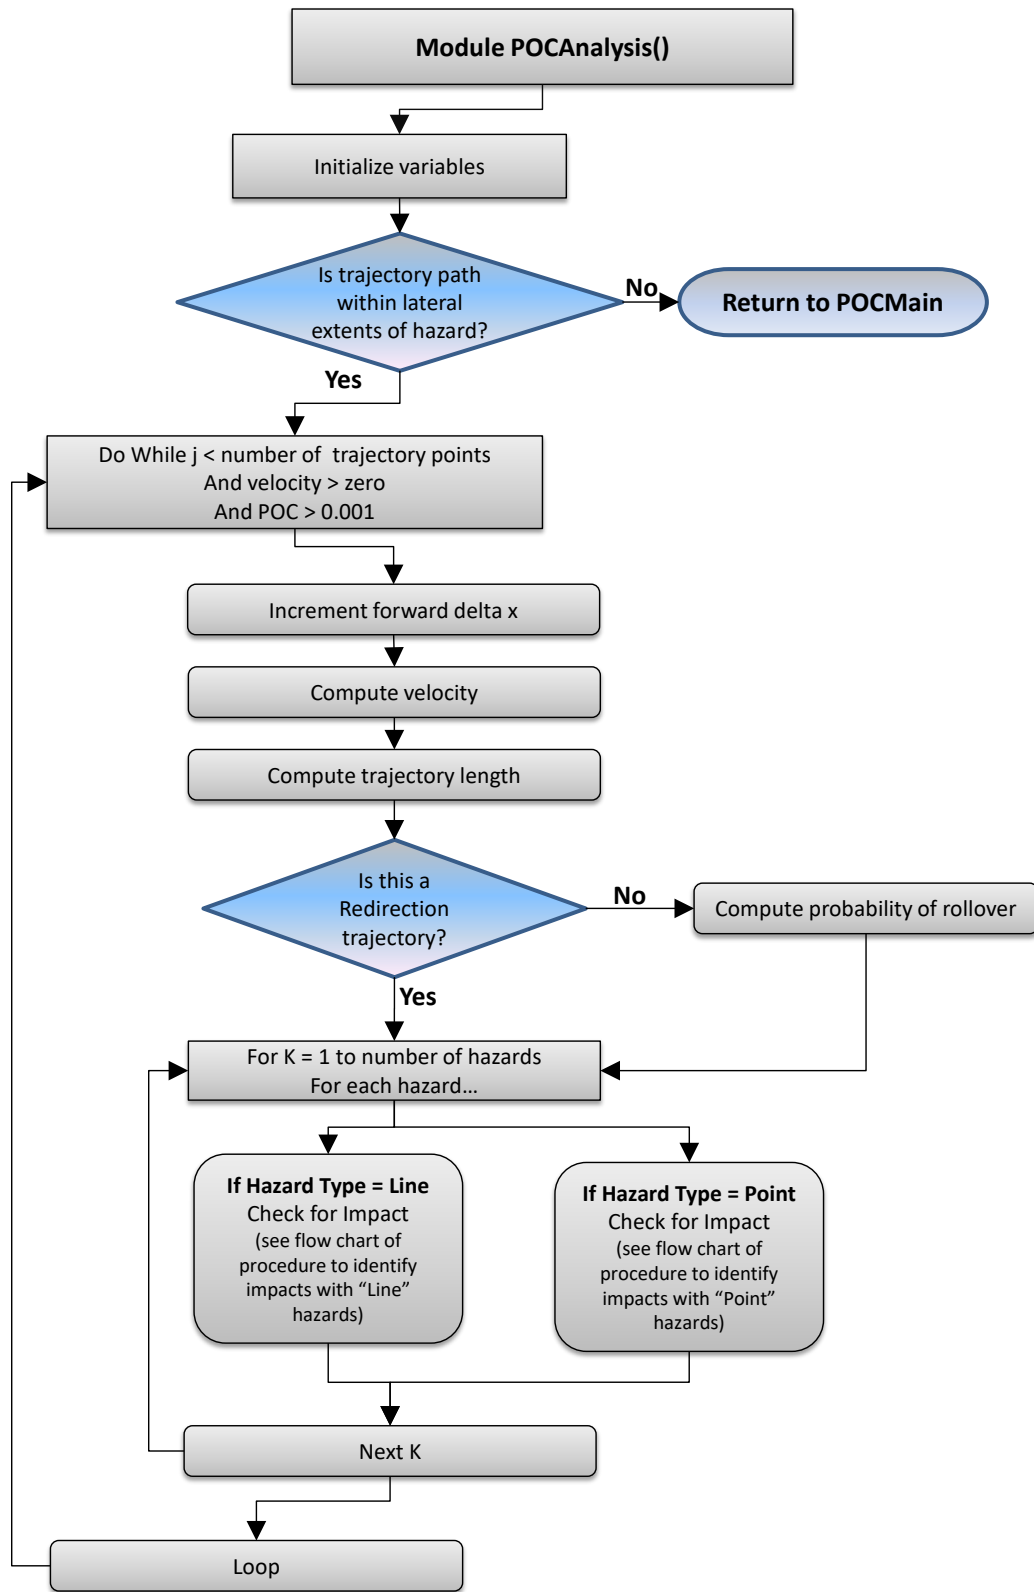 Module POCAnalysis()
Initialize variables
Is trajectory path
within lateral
extents of hazard?
No
Return to POCMain
Yes
Do While j < number of  trajectory points
And velocity > zero
And POC > 0.001
Increment forward delta x
Compute velocity
Compute trajectory length
Is this a
Redirection
trajectory?
No
Compute probability of rollover
Yes
For K = 1 to number of hazards
For each hazard…
If Hazard Type = Line
Check for Impact
(see flow chart of
procedure to identify
impacts with “Line”
hazards)
If Hazard Type = Point
Check for Impact
(see flow chart of
procedure to identify
impacts with “Point”
hazards)
Next K
Loop